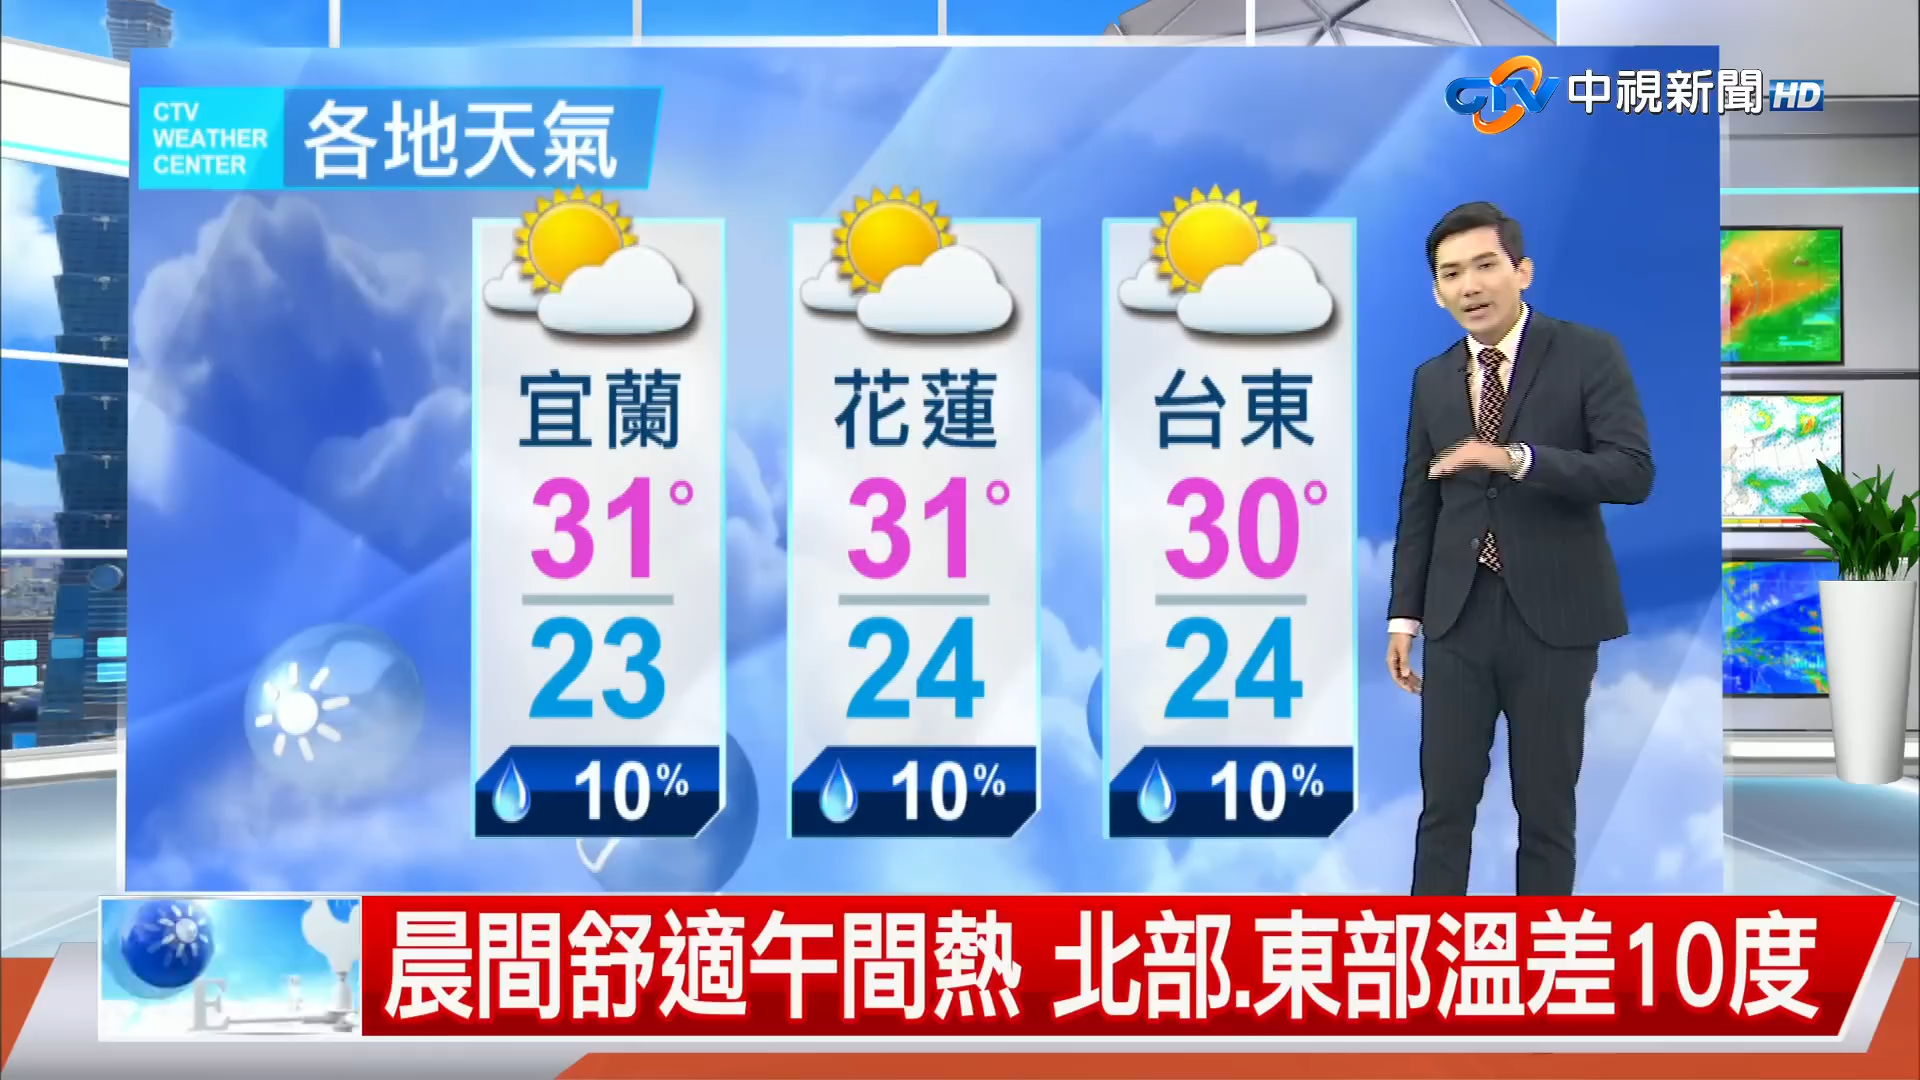 CTV
WEATHER
CENTER
各地天氣
CTV 中視新聞 HD
宜蘭
31°
23
10%
花蓮
31°
24
10%
台東
30°
24
10%
E
晨間舒適午間熱 北部.東部溫差10度